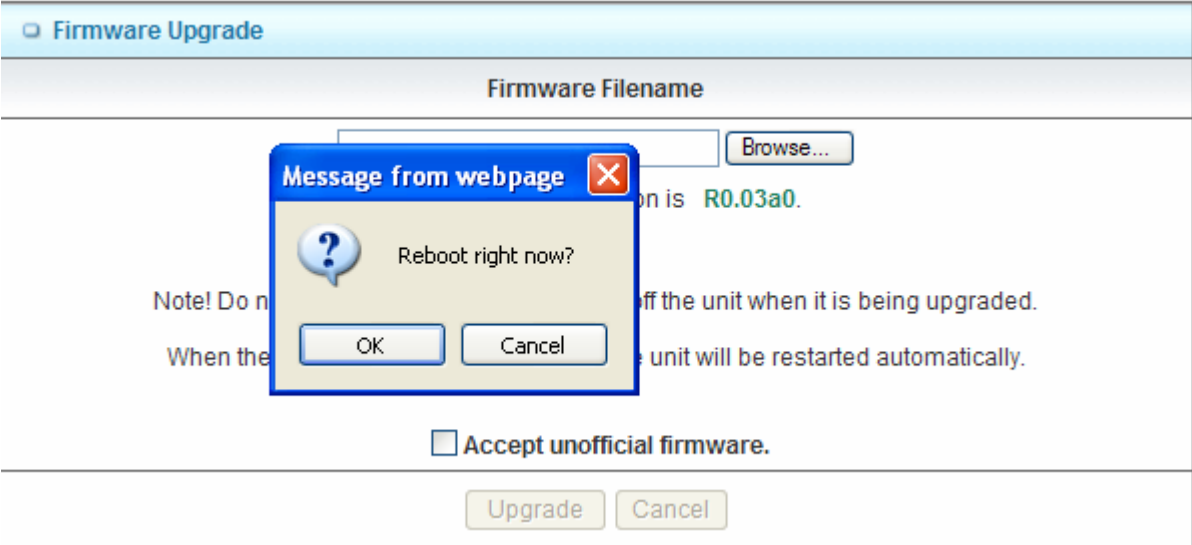 Firmware Upgrade
Firmware Filename
Browse...
Message from webpage
on is R0.03a0.
Reboot right now?
Note! Do n off the unit when it is being upgraded.
OK Cancel
When the unit will be restarted automatically.
Accept unofficial firmware.
Upgrade Cancel